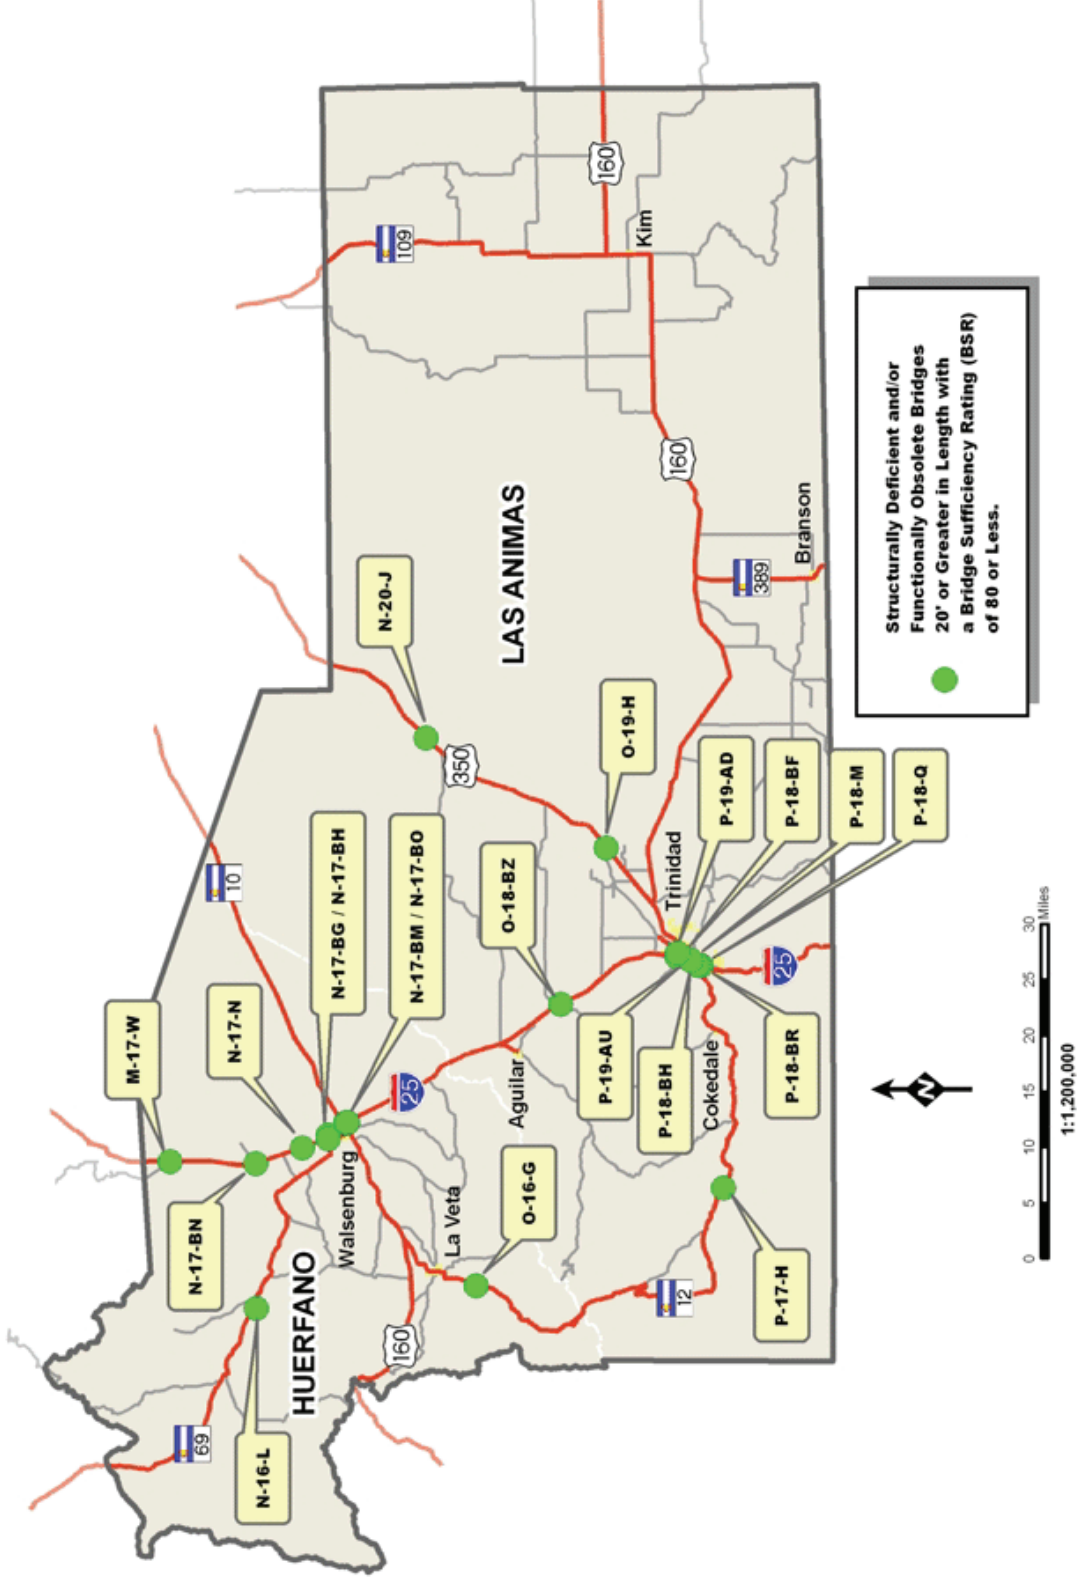 M-17-W
N-17-N
N-17-BN
N-16-L
N-17-BG / N-17-BH
N-17-BM / N-17-BO
N-20-J
O-18-BZ
O-19-H
O-16-G
P-17-H
P-19-AU
P-18-BH
P-18-BR
P-19-AD
P-18-BF
P-18-M
P-18-Q
HUERFANO
LAS ANIMAS
Walsenburg
La Veta
Aguilar
Cokedale
Trinidad
Branson
Kim
69
10
25
160
12
350
25
389
160
109
160
Structurally Deficient and/or
Functionally Obsolete Bridges
20' or Greater in Length with
a Bridge Sufficiency Rating (BSR)
of 80 or Less.
N
0 5 10 15 20 25 30
Miles
1:1,200,000